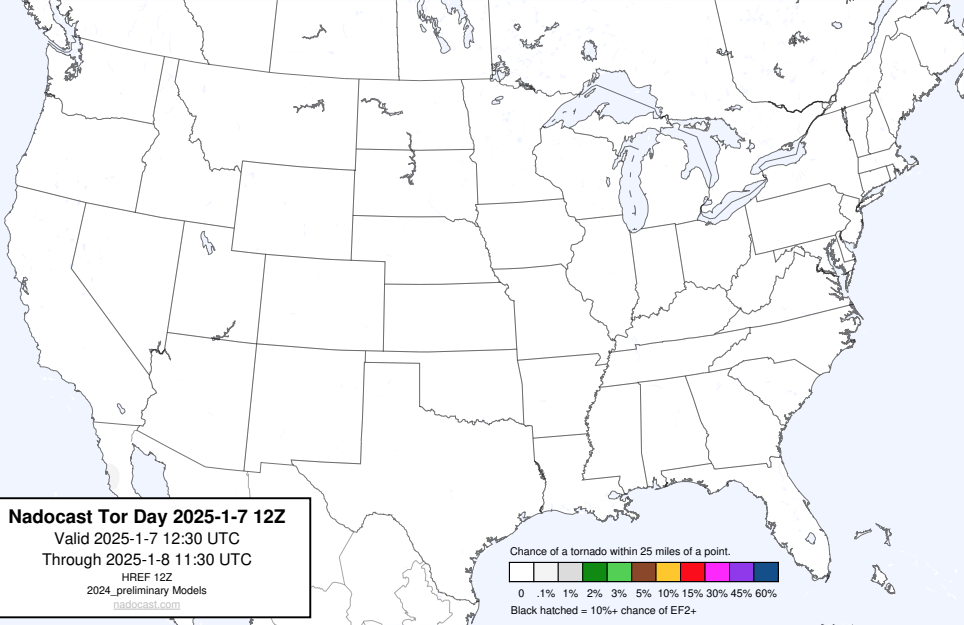 Nadocast Tor Day 2025-1-7 12Z
Valid 2025-1-7 12:30 UTC
Through 2025-1-8 11:30 UTC
HREF 12Z
2024_preliminary Models
nadocast.com
Chance of a tornado within 25 miles of a point.
0 .1% 1% 2% 3% 5% 10% 15% 30% 45% 60%
Black hatched = 10%+ chance of EF2+